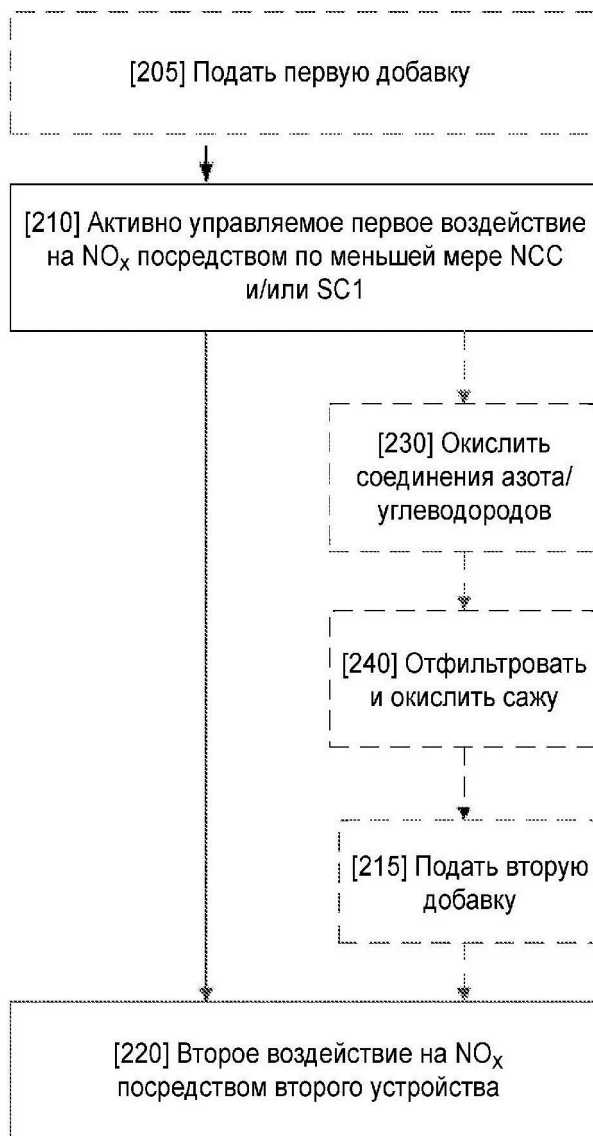 [205] Подать первую добавку
[210] Активно управляемое первое воздействие
на NOX посредством по меньшей мере NCC
и/или SC1
[230] Окислить
соединения азота/
углеводородов
[240] Отфильтровать
и окислить сажу
[215] Подать вторую
добавку
[220] Второе воздействие на NOX
посредством второго устройства